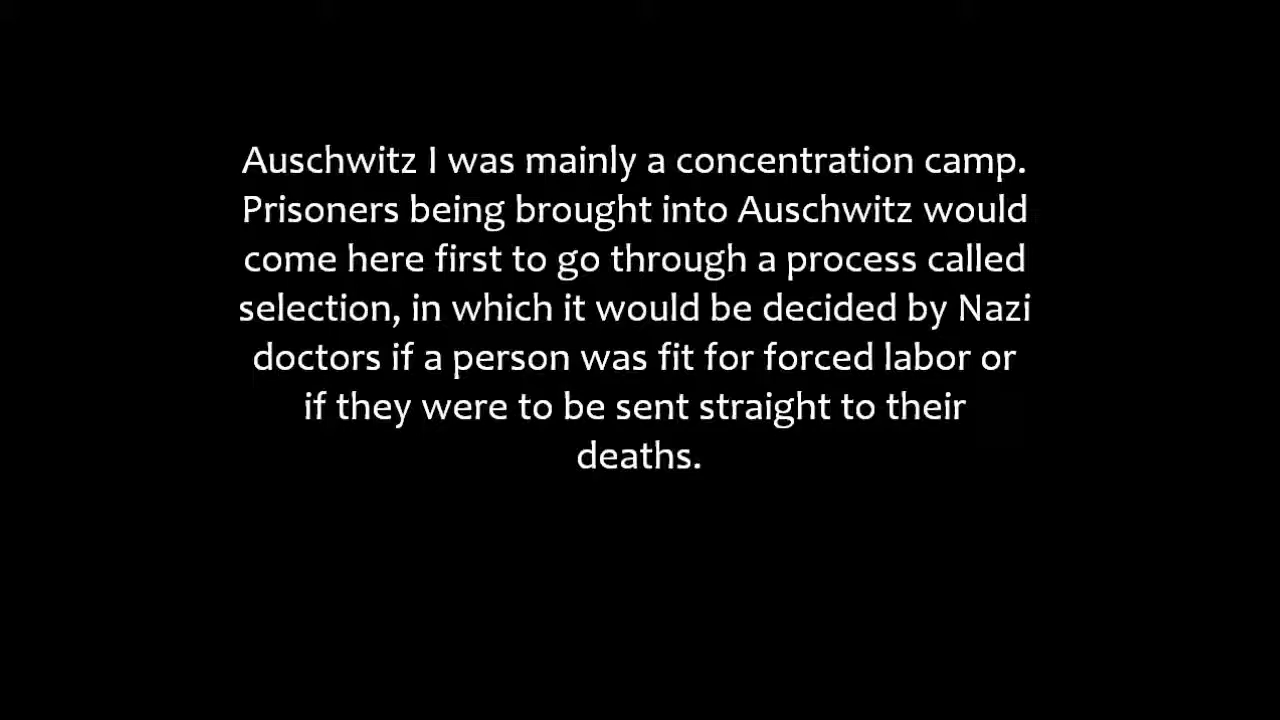 Auschwitz I was mainly a concentration camp.
Prisoners being brought into Auschwitz would
come here first to go through a process called
selection, in which it would be decided by Nazi
doctors if a person was fit for forced labor or
if they were to be sent straight to their
deaths.